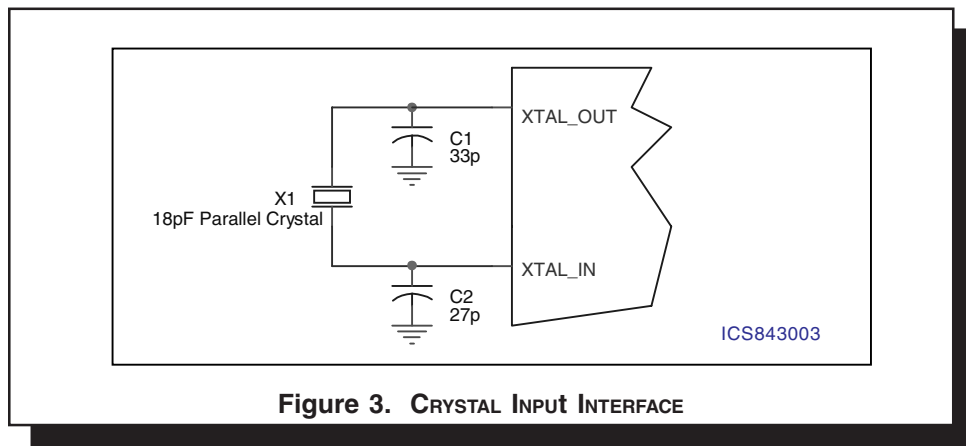 XTAL_OUT
C1
33p
X1
18pF Parallel Crystal
XTAL_IN
C2
27p
ICS843003
Figure 3. CRYSTAL INPUt INTERFACE